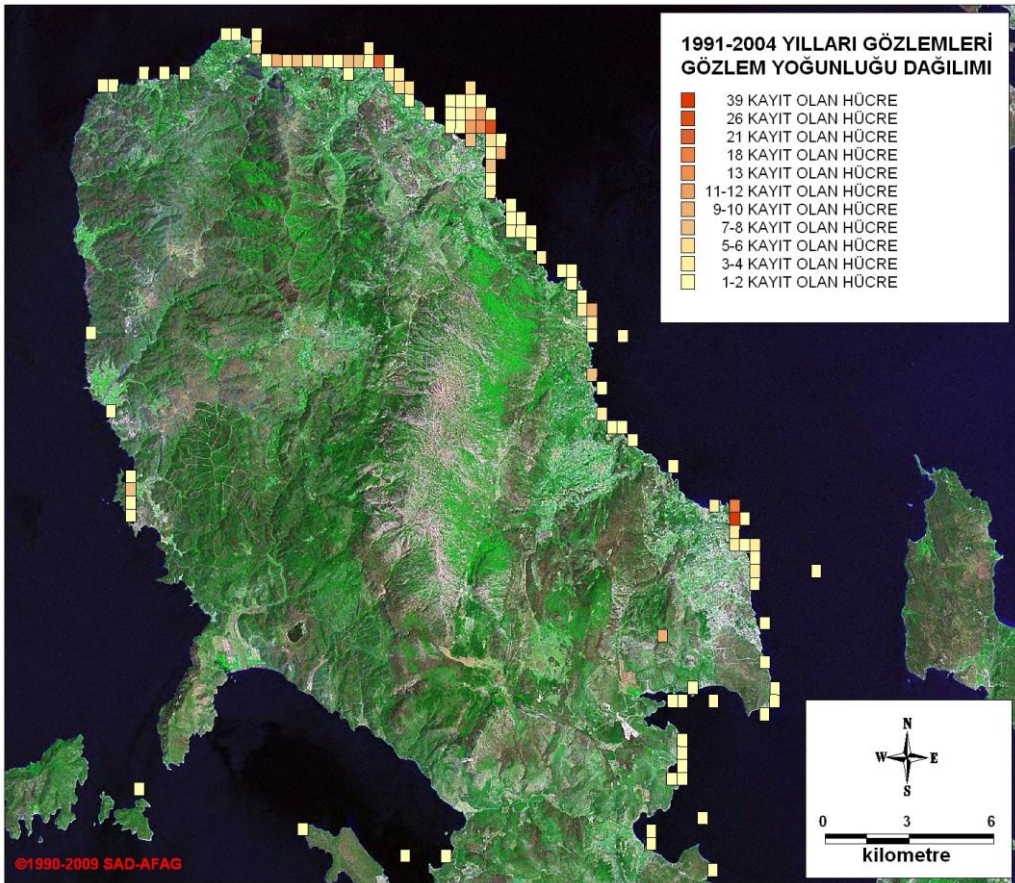 1991-2004 YILLARI GÖZLEMLERİ
GÖZLEM YOĞUNLUĞU DAĞILIMI
39 KAYIT OLAN HÜCRE
26 KAYIT OLAN HÜCRE
21 KAYIT OLAN HÜCRE
18 KAYIT OLAN HÜCRE
13 KAYIT OLAN HÜCRE
11-12 KAYIT OLAN HÜCRE
9-10 KAYIT OLAN HÜCRE
7-8 KAYIT OLAN HÜCRE
5-6 KAYIT OLAN HÜCRE
3-4 KAYIT OLAN HÜCRE
1-2 KAYIT OLAN HÜCRE
N
W E
S
0 3 6
kilometre
©1990-2009 SAD-AFAG